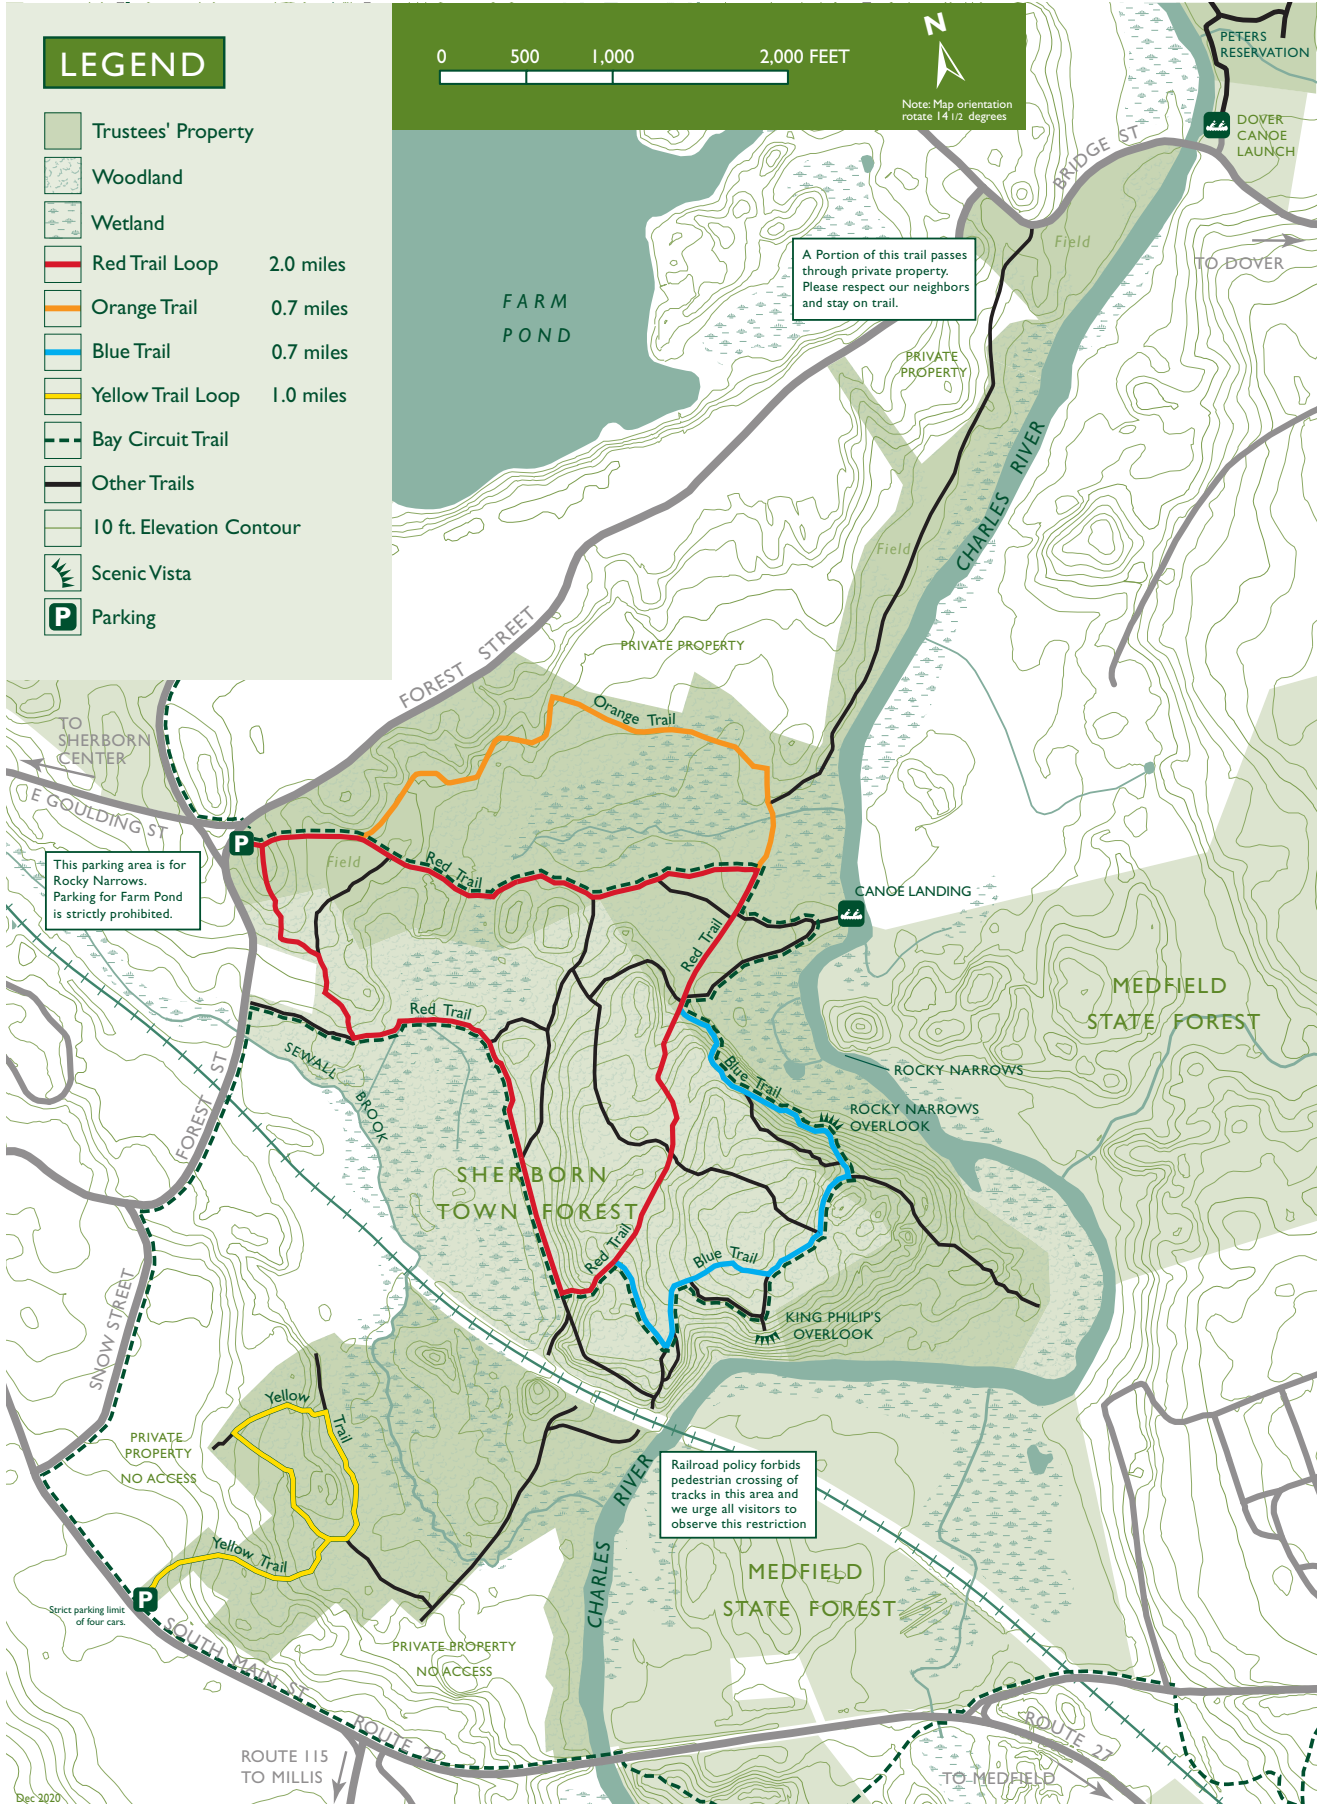 LEGEND
Trustees' Property
Woodland
Wetland
Red Trail Loop 2.0 miles
Orange Trail 0.7 miles
Blue Trail 0.7 miles
Yellow Trail Loop 1.0 miles
Bay Circuit Trail
Other Trails
10 ft. Elevation Contour
Scenic Vista
P Parking
0 500 1,000 2,000 FEET
N
Note: Map orientation
rotate 14 1/2 degrees
PETERS
RESERVATION
DOVER
CANOE
LAUNCH
BRIDGE ST
Field
TO DOVER
A Portion of this trail passes
through private property.
Please respect our neighbors
and stay on trail.
FARM
POND
PRIVATE
PROPERTY
CHARLES RIVER
Field
FOREST STREET
PRIVATE PROPERTY
Orange Trail
TO
SHERBORN
CENTER
E GOULDING ST
P
This parking area is for
Rocky Narrows.
Parking for Farm Pond
is strictly prohibited.
Field
Red Trail
CANOE LANDING
Red Trail
MEDFIELD
STATE FOREST
Red Trail
SEWALL
BROOK
FOREST ST
Blue Trail
ROCKY NARROWS
ROCKY NARROWS
OVERLOOK
SHERBORN
TOWN FOREST
Red Trail
Blue Trail
KING PHILIP'S
OVERLOOK
SNOW STREET
Yellow
Trail
PRIVATE
PROPERTY
NO ACCESS
Railroad policy forbids
pedestrian crossing of
tracks in this area and
we urge all visitors to
observe this restriction
CHARLES RIVER
Yellow Trail
P
Strict parking limit
of four cars.
MEDFIELD
STATE FOREST
SOUTH MAIN ST
PRIVATE PROPERTY
NO ACCESS
ROUTE 27
ROUTE 115
TO MILLIS
ROUTE 27
TO MEDFIELD
Dec 2020